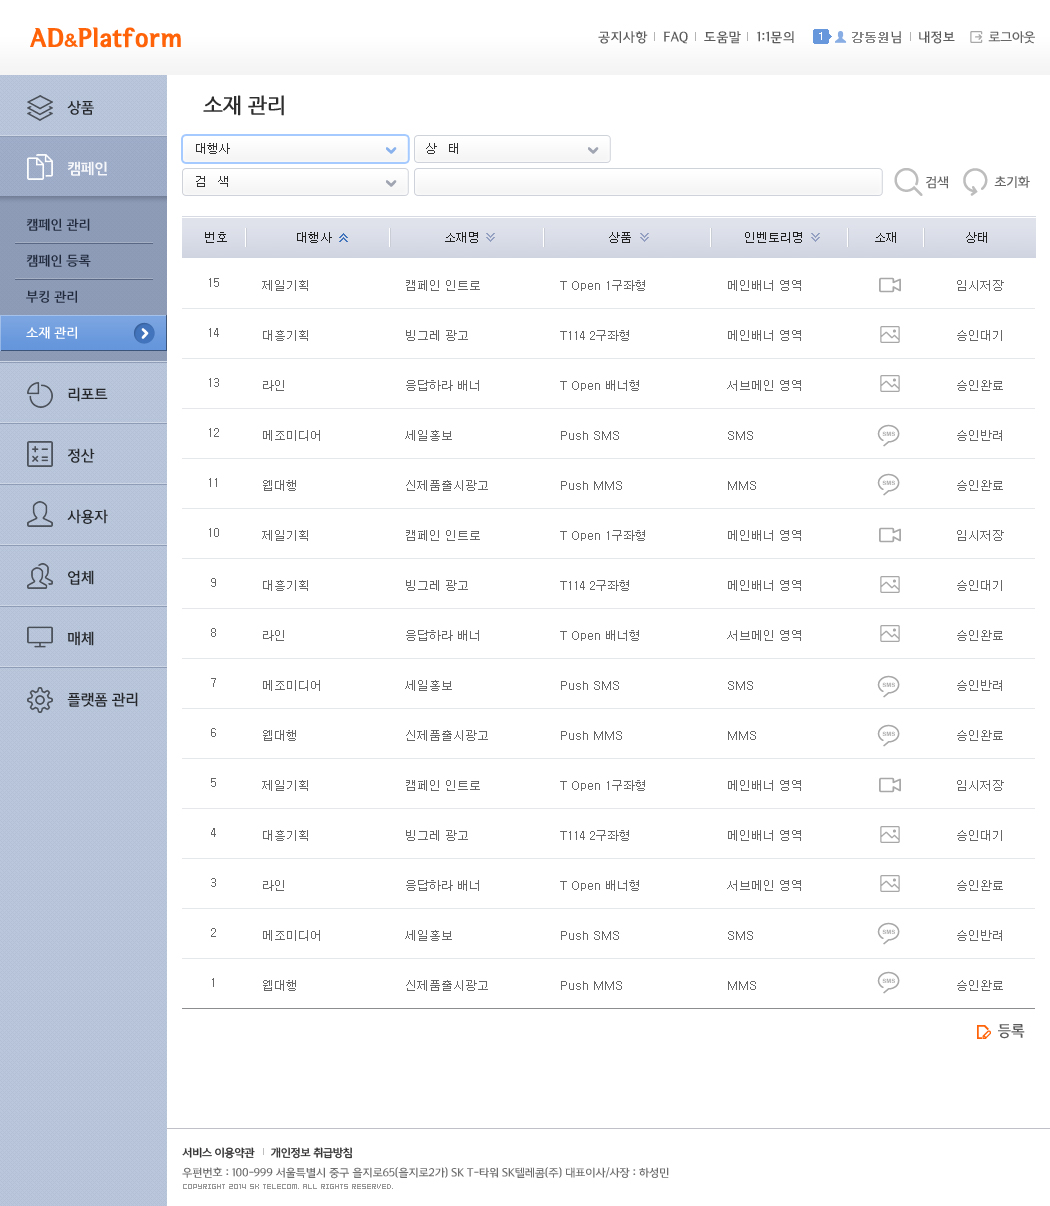 AD&Platform
공지사항 FAQ 도움말 1:1문의 1 강동원님 내정보 로그아웃
상품
캠페인
캠페인 관리
캠페인 등록
부킹 관리
소재 관리
리포트
정산
사용자
업체
매체
플랫폼 관리
소재 관리
대행사 상 태
검 색 검색 초기화
번호 대행사 소재명 상품 인벤토리명 소재 상태
15 제일기획 캠페인 인트로 T Open 1구좌형 메인배너 영역 임시저장
14 대홍기획 빙그레 광고 T114 2구좌형 메인배너 영역 승인대기
13 라인 응답하라 배너 T Open 배너형 서브메인 영역 승인완료
12 메조미디어 세일홍보 Push SMS SMS SMS 승인반려
11 웹대행 신제품출시광고 Push MMS MMS SMS 승인완료
10 제일기획 캠페인 인트로 T Open 1구좌형 메인배너 영역 임시저장
9 대홍기획 빙그레 광고 T114 2구좌형 메인배너 영역 승인대기
8 라인 응답하라 배너 T Open 배너형 서브메인 영역 승인완료
7 메조미디어 세일홍보 Push SMS SMS SMS 승인반려
6 웹대행 신제품출시광고 Push MMS MMS SMS 승인완료
5 제일기획 캠페인 인트로 T Open 1구좌형 메인배너 영역 임시저장
4 대홍기획 빙그레 광고 T114 2구좌형 메인배너 영역 승인대기
3 라인 응답하라 배너 T Open 배너형 서브메인 영역 승인완료
2 메조미디어 세일홍보 Push SMS SMS SMS 승인반려
1 웹대행 신제품출시광고 Push MMS MMS SMS 승인완료
등록
서비스 이용약관 개인정보 취급방침
우편번호 : 100-999 서울특별시 중구 을지로65(을지로2가) SK T-타워 SK텔레콤(주) 대표이사/사장 : 하성민
COPYRIGHT 2014 SK TELECOM. ALL RIGHTS RESERVED.